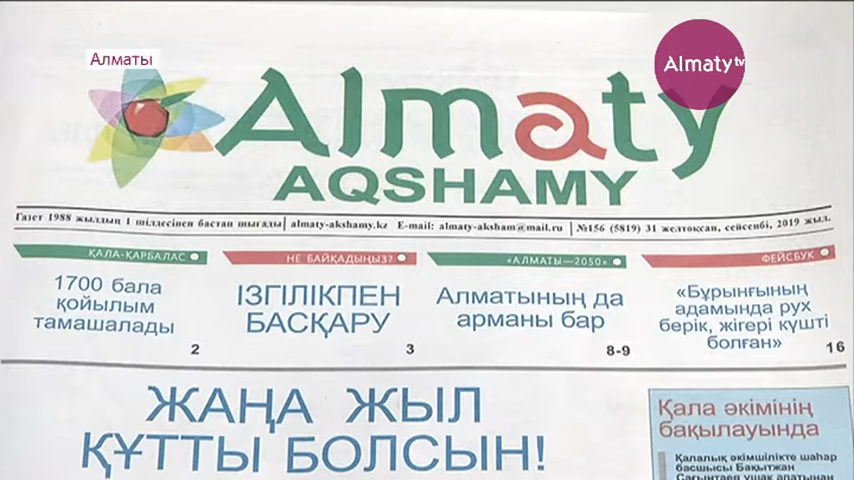 Алматы
Almaty tv
Almaty
AQSHAMY
Газет 1988 жылдың 1 шілдесінен бастап шығады | almaty-akshamy.kz E-mail: almaty-aksham@mail.ru | №156 (5819) 31 желтоқсан, сейсенбі, 2019 жыл.
ҚАЛА-ҚАРБАЛАС
1700 бала
қойылым
тамашалады
2
НЕ БАЙҚАДЫҢЫЗ?
ІЗГІЛІКПЕН
БАСҚАРУ
3
«АЛМАТЫ—2050»
Алматының да
арманы бар
8-9
ФЕЙСБУК
«Бұрынғының
адамында рух
берік, жігері күшті
болған»
16
ЖАҢА ЖЫЛ
ҚҰТТЫ БОЛСЫН!
Қала әкімінің
бақылауында
Қалалық әкімшілікте шаһар
басшысы Бақытжан
Сағынтаев ұшақ апатынан